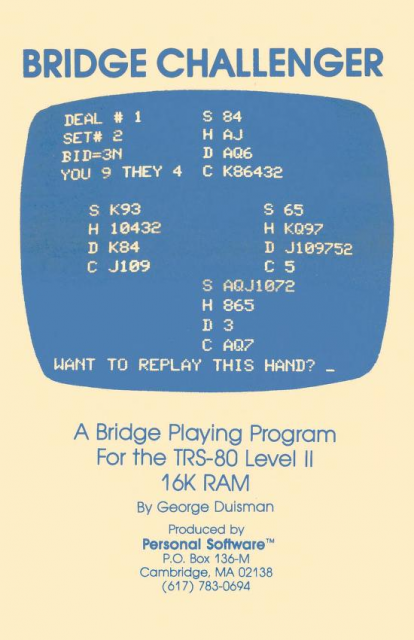 BRIDGE CHALLENGER
DEAL # 1 S 84
SET# 2 H AJ
BID=3N D AQ6
YOU 9 THEY 4 C K86432
S K93 S 65
H 10432 H KQ97
D K84 D J109752
C J109 C 5
S AQJ1072
H 865
D 3
C AQ7
WANT TO REPLAY THIS HAND? _
A Bridge Playing Program
For the TRS-80 Level II
16K RAM
By George Duisman
Produced by
Personal Software™
P.O. Box 136-M
Cambridge, MA 02138
(617) 783-0694